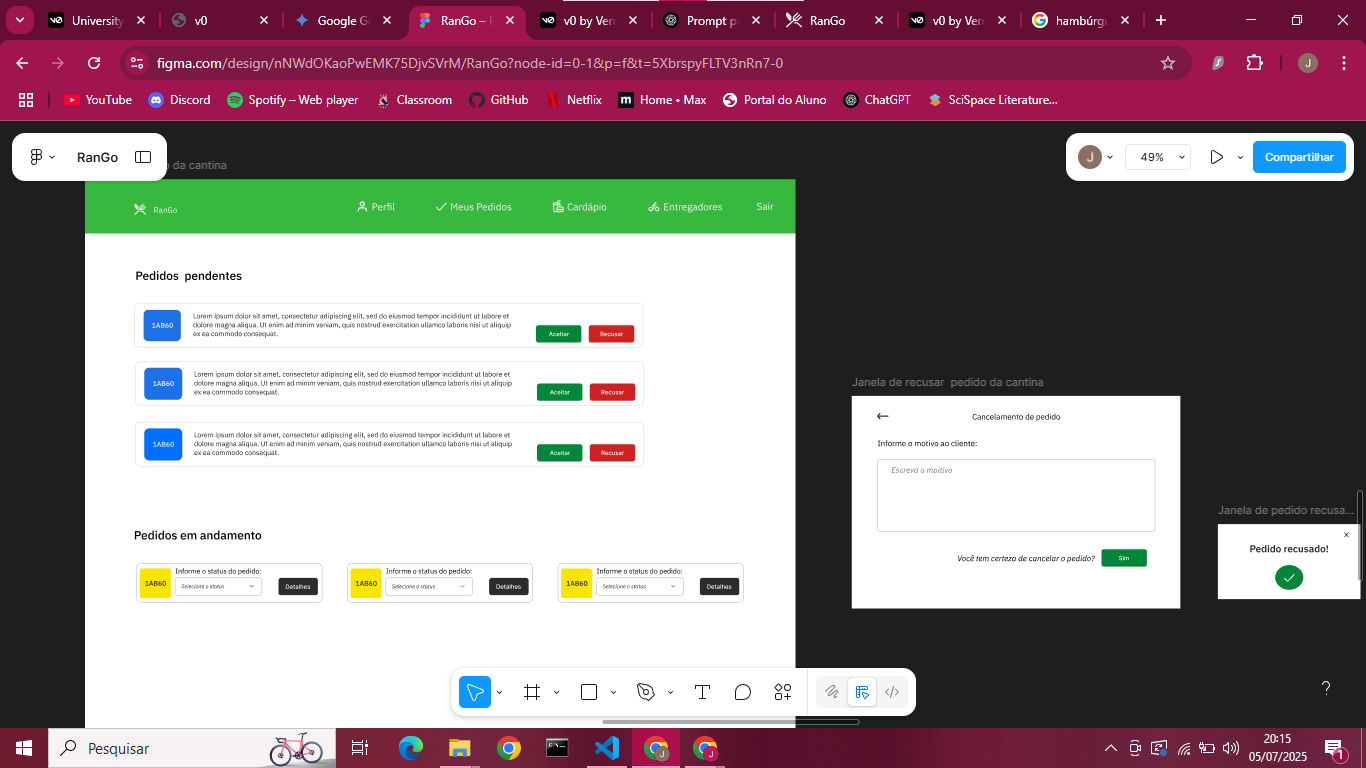 University
v0
Google Ge
RanGo – F
v0 by Verc
Prompt pa
RanGo
v0 by Verc
hambúrgu
figma.com/design/nNWdOKaoPwEMK75DjvSVrM/RanGo?node-id=0-1&p=f&t=5XbrspyFLTV3nRn7-0
J
YouTube
Discord
Spotify – Web player
Classroom
GitHub
Netflix
Home • Max
Portal do Aluno
ChatGPT
SciSpace Literature...
RanGo
o da cantina
J
49%
Compartilhar
RanGo
Perfil
Meus Pedidos
Cardápio
Entregadores
Sair
Pedidos pendentes
1AB60
Lorem ipsum dolor sit amet, consectetur adipiscing elit, sed do eiusmod tempor incididunt ut labore et
dolore magna aliqua. Ut enim ad minim veniam, quis nostrud exercitation ullamco laboris nisi ut aliquip
ex ea commodo consequat.
Aceitar
Recusar
1AB60
Lorem ipsum dolor sit amet, consectetur adipiscing elit, sed do eiusmod tempor incididunt ut labore et
dolore magna aliqua. Ut enim ad minim veniam, quis nostrud exercitation ullamco laboris nisi ut aliquip
ex ea commodo consequat.
Aceitar
Recusar
1AB60
Lorem ipsum dolor sit amet, consectetur adipiscing elit, sed do eiusmod tempor incididunt ut labore et
dolore magna aliqua. Ut enim ad minim veniam, quis nostrud exercitation ullamco laboris nisi ut aliquip
ex ea commodo consequat.
Aceitar
Recusar
Pedidos em andamento
1AB60
Informe o status do pedido:
Selecione o status
Detalhes
1AB60
Informe o status do pedido:
Selecione o status
Detalhes
1AB60
Informe o status do pedido:
Selecione o status
Detalhes
Janela de recusar pedido da cantina
Cancelamento de pedido
Informe o motivo ao cliente:
Escreva o moitivo
Você tem certeza de cancelar o pedido?
Sim
Janela de pedido recusa...
x
Pedido recusado!
?
Pesquisar
20:15
05/07/2025
1